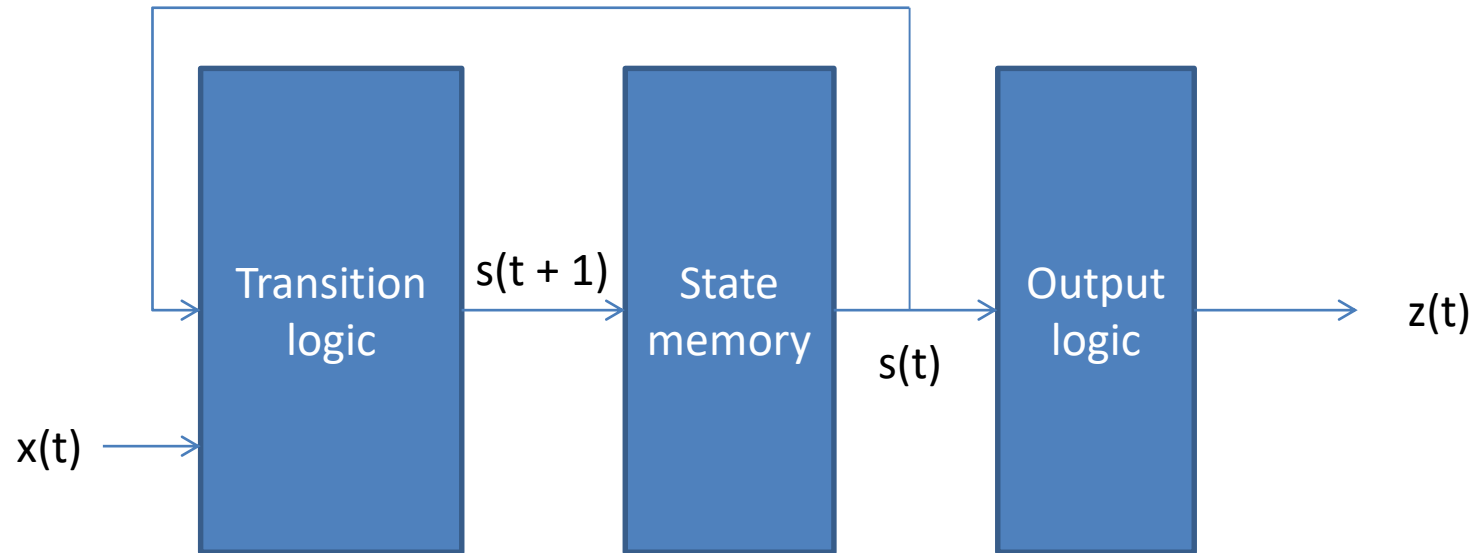 Transition
logic
s(t + 1)
State
memory
s(t)
Output
logic
z(t)
x(t)